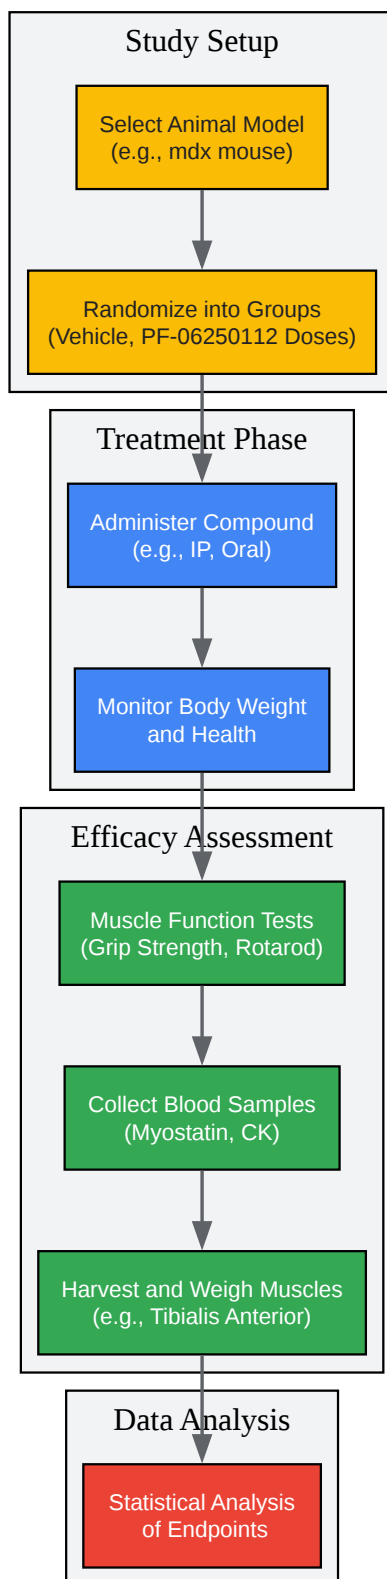 Study Setup
Select Animal Model
(e.g., mdx mouse)
Randomize into Groups
(Vehicle, PF-06250112 Doses)
Treatment Phase
Administer Compound
(e.g., IP, Oral)
Monitor Body Weight
and Health
Efficacy Assessment
Muscle Function Tests
(Grip Strength, Rotarod)
Collect Blood Samples
(Myostatin, CK)
Harvest and Weigh Muscles
(e.g., Tibialis Anterior)
Data Analysis
Statistical Analysis
of Endpoints